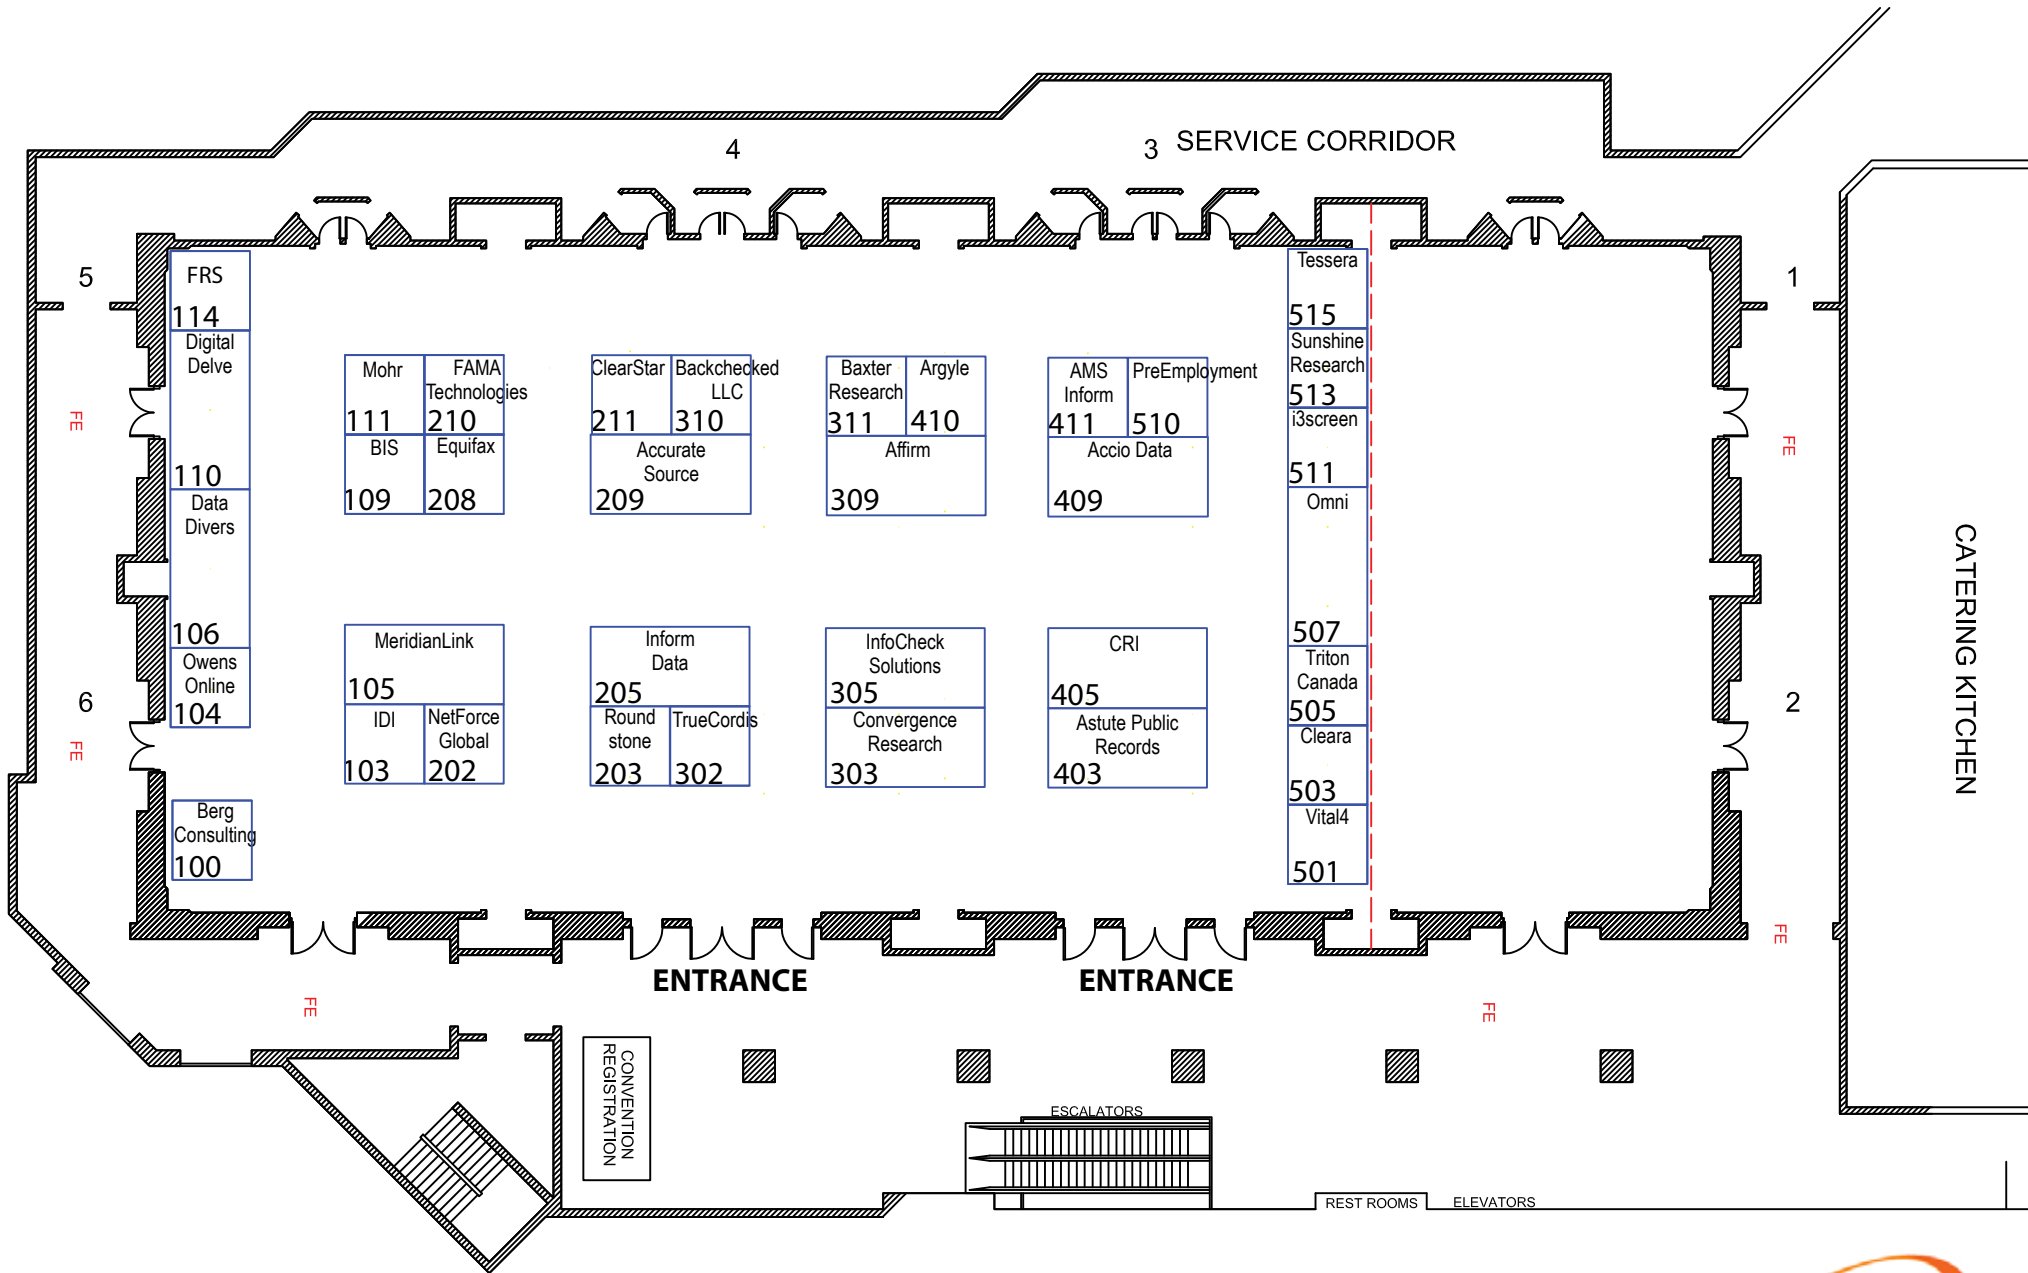 4
3 SERVICE CORRIDOR
5
1
FRS
114
Digital
Delve
110
Data
Divers
106
Owens
Online
104
Berg
Consulting
100
Mohr
111
FAMA
Technologies
210
BIS
109
Equifax
208
ClearStar
211
Backchecked
LLC
310
Accurate
Source
209
Baxter
Research
311
Argyle
410
Affirm
309
AMS
Inform
411
PreEmployment
510
Accio Data
409
Tessera
515
Sunshine
Research
513
i3screen
511
Omni
507
Triton
Canada
505
Cleara
503
Vital4
501
MeridianLink
105
IDI
103
NetForce
Global
202
Inform
Data
205
Round
stone
203
TrueCordis
302
InfoCheck
Solutions
305
Convergence
Research
303
CRI
405
Astute Public
Records
403
6
2
FE
FE
FE
FE
FE
FE
CATERING KITCHEN
ENTRANCE
ENTRANCE
CONVENTION
REGISTRATION
ESCALATORS
REST ROOMS
ELEVATORS